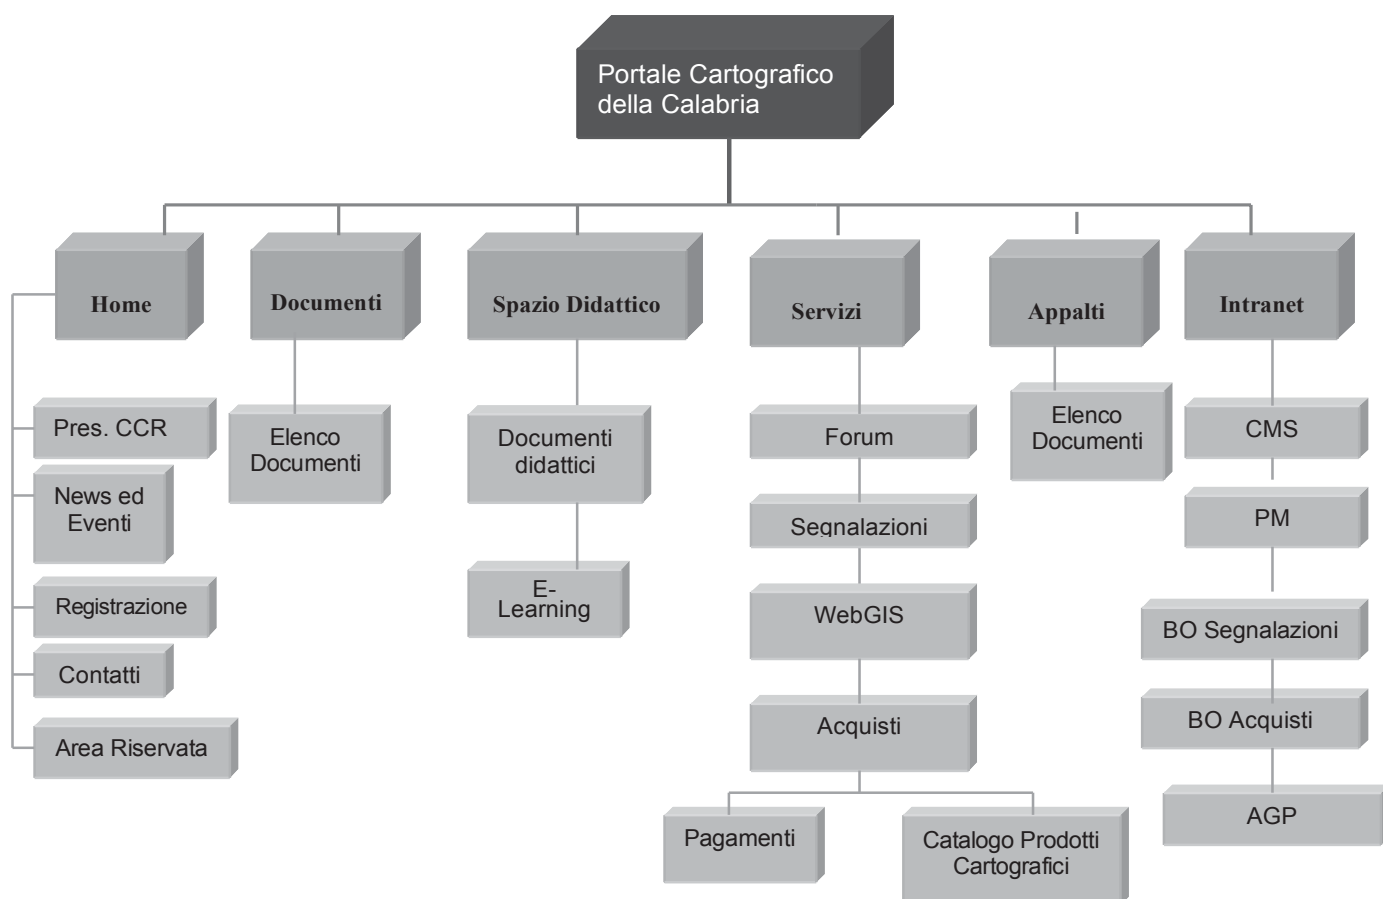 Portale Cartografico
della Calabria
Home
Documenti
Spazio Didattico
Servizi
Appalti
Intranet
Pres. CCR
News ed
Eventi
Registrazione
Contatti
Area Riservata
Elenco
Documenti
Documenti
didattici
E-
Learning
Forum
Segnalazioni
WebGIS
Acquisti
Pagamenti
Catalogo Prodotti
Cartografici
Elenco
Documenti
CMS
PM
BO Segnalazioni
BO Acquisti
AGP